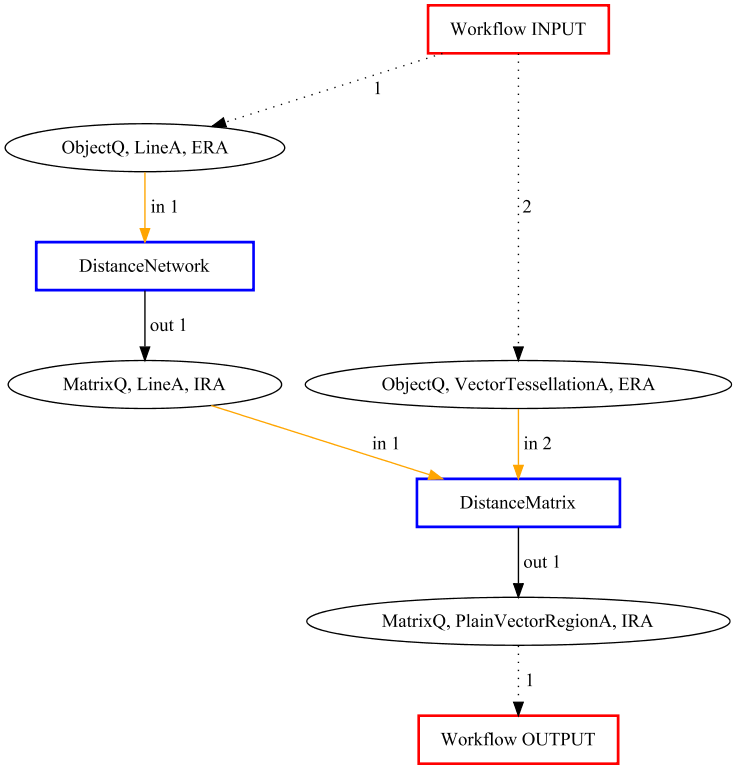 Workflow INPUT
1
ObjectQ, LineA, ERA
in 1
2
DistanceNetwork
out 1
MatrixQ, LineA, IRA
ObjectQ, VectorTessellationA, ERA
in 1
in 2
DistanceMatrix
out 1
MatrixQ, PlainVectorRegionA, IRA
1
Workflow OUTPUT